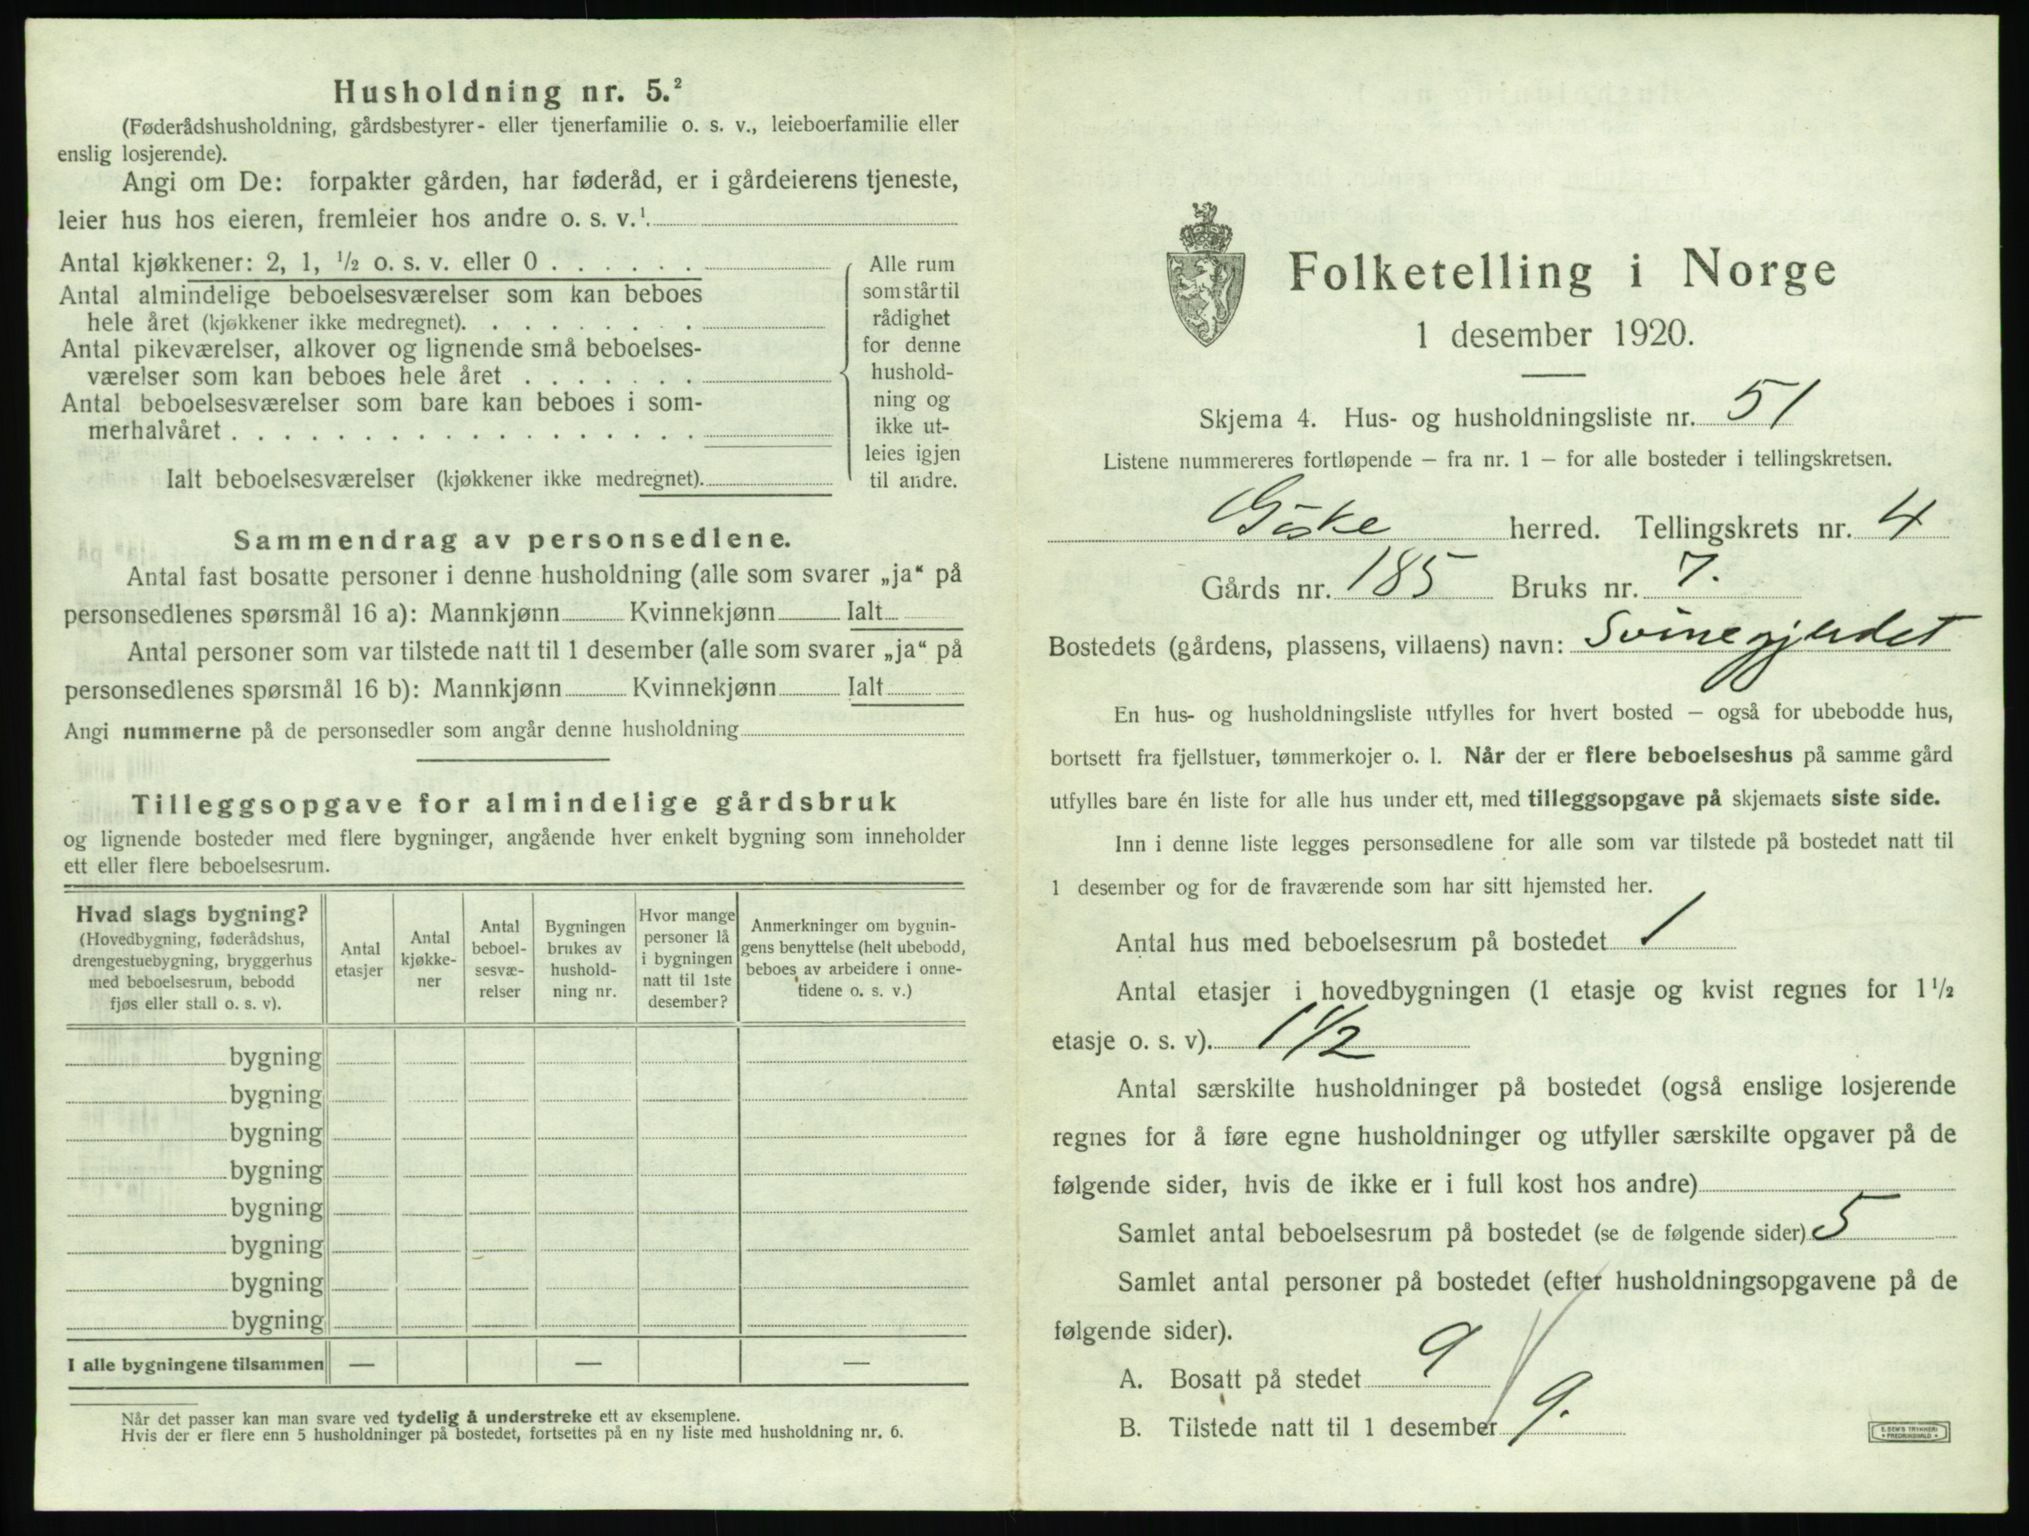 Husholdning nr. 5.²
(Føderådshusholdning, gårdsbestyrer- eller tjenerfamilie o. s. v., leieboerfamilie eller
enslig losjerende).
Angi om De: forpakter gården, har føderåd, er i gårdeierens tjeneste,
leier hus hos eieren, fremleier hos andre o. s. v.¹
Antal kjøkkener: 2, 1, ½ o. s. v. eller 0 . . . . . .
Antal almindelige beboelsesværelser som kan beboes
hele året (kjøkkener ikke medregnet). . . . . . . . .
Antal pikeværelser, alkover og lignende små beboelses-
værelser som kan beboes hele året . . . . . . .
Antal beboelsesværelser som bare kan beboes i som-
merhalvåret . . . . . . . . . . . . . . . . . .
Ialt beboelsesværelser (kjøkkener ikke medregnet).
Alle rum
som står til
rådighet
for denne
hushold-
ning og
ikke ut-
leies igjen
til andre.
Sammendrag av personsedlene.
Antal fast bosatte personer i denne husholdning (alle som svarer „ja“ på
personsedlenes spørsmål 16 a): Mannkjønn Kvinnekjønn Ialt
Antal personer som var tilstede natt til 1 desember (alle som svarer „ja“ på
personsedlenes spørsmål 16 b): Mannkjønn Kvinnekjønn Ialt
Angi nummerne på de personsedler som angår denne husholdning
Tilleggsopgave for almindelige gårdsbruk
og lignende bosteder med flere bygninger, angående hver enkelt bygning som inneholder
ett eller flere beboelsesrum.
Hvad slags bygning?
(Hovedbygning, føderådshus,
drengestuebygning, bryggerhus
med beboelsesrum, bebodd
fjøs eller stall o. s. v).
Antal
etasjer
Antal
kjøkke-
ner
Antal
beboel-
sesvæ-
relser
Bygningen
brukes av
hushold-
ning nr.
Hvor mange
personer lå
i bygningen
natt til 1ste
desember?
Anmerkninger om bygnin-
gens benyttelse (helt ubebodd,
beboes av arbeidere i onne-
tidene o. s. v.)
bygning
bygning
bygning
bygning
bygning
bygning
bygning
bygning
I alle bygningene tilsammen — — —
Når det passer kan man svare ved tydelig å understreke ett av eksemplene.
Hvis der er flere enn 5 husholdninger på bostedet, fortsettes på en ny liste med husholdning nr. 6.
Folketelling i Norge
1 desember 1920.
Skjema 4. Hus- og husholdningsliste nr. 51
Listene nummereres fortløpende – fra nr. 1 – for alle bosteder i tellingskretsen.
Giske herred. Tellingskrets nr. 4
Gårds nr. 185 Bruks nr. 7.
Bostedets (gårdens, plassens, villaens) navn: Svinegjerdet
En hus- og husholdningsliste utfylles for hvert bosted – også for ubebodde hus,
bortsett fra fjellstuer, tømmerkojer o. l. Når der er flere beboelseshus på samme gård
utfylles bare én liste for alle hus under ett, med tilleggsopgave på skjemaets siste side.
Inn i denne liste legges personsedlene for alle som var tilstede på bostedet natt til
1 desember og for de fraværende som har sitt hjemsted her.
Antal hus med beboelsesrum på bostedet 1
Antal etasjer i hovedbygningen (1 etasje og kvist regnes for 1½
etasje o. s. v). 1 1/2
Antal særskilte husholdninger på bostedet (også enslige losjerende
regnes for å føre egne husholdninger og utfyller særskilte opgaver på de
følgende sider, hvis de ikke er i full kost hos andre)
Samlet antal beboelsesrum på bostedet (se de følgende sider) 5
Samlet antal personer på bostedet (efter husholdningsopgavene på de
følgende sider).
A. Bosatt på stedet 9
B. Tilstede natt til 1 desember 9.